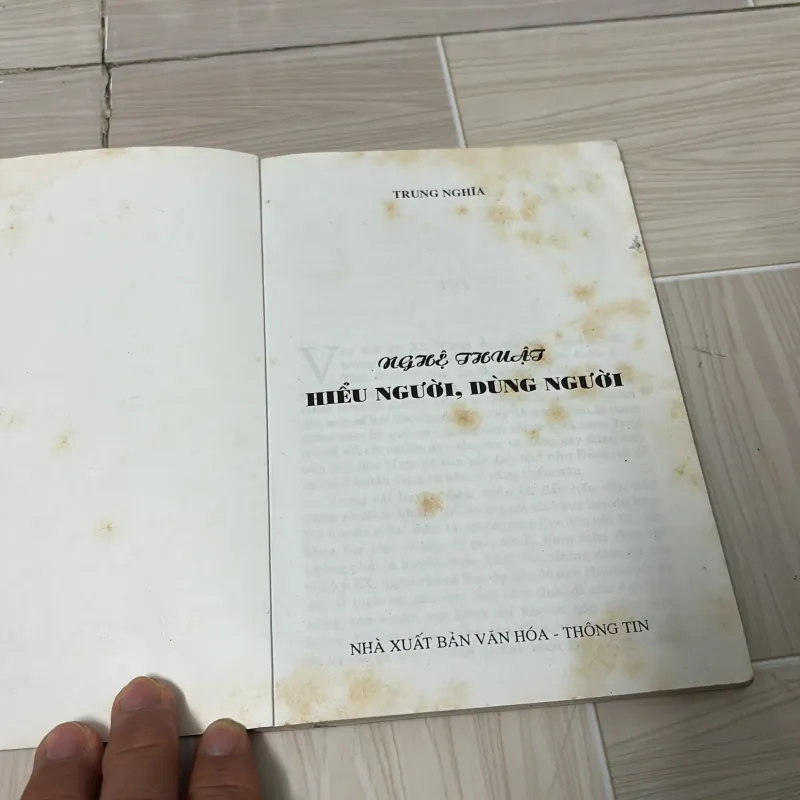 TRUNG NGHĨA
NGHỆ THUẬT
HIỂU NGƯỜI, DÙNG NGƯỜI
NHÀ XUẤT BẢN VĂN HÓA - THÔNG TIN